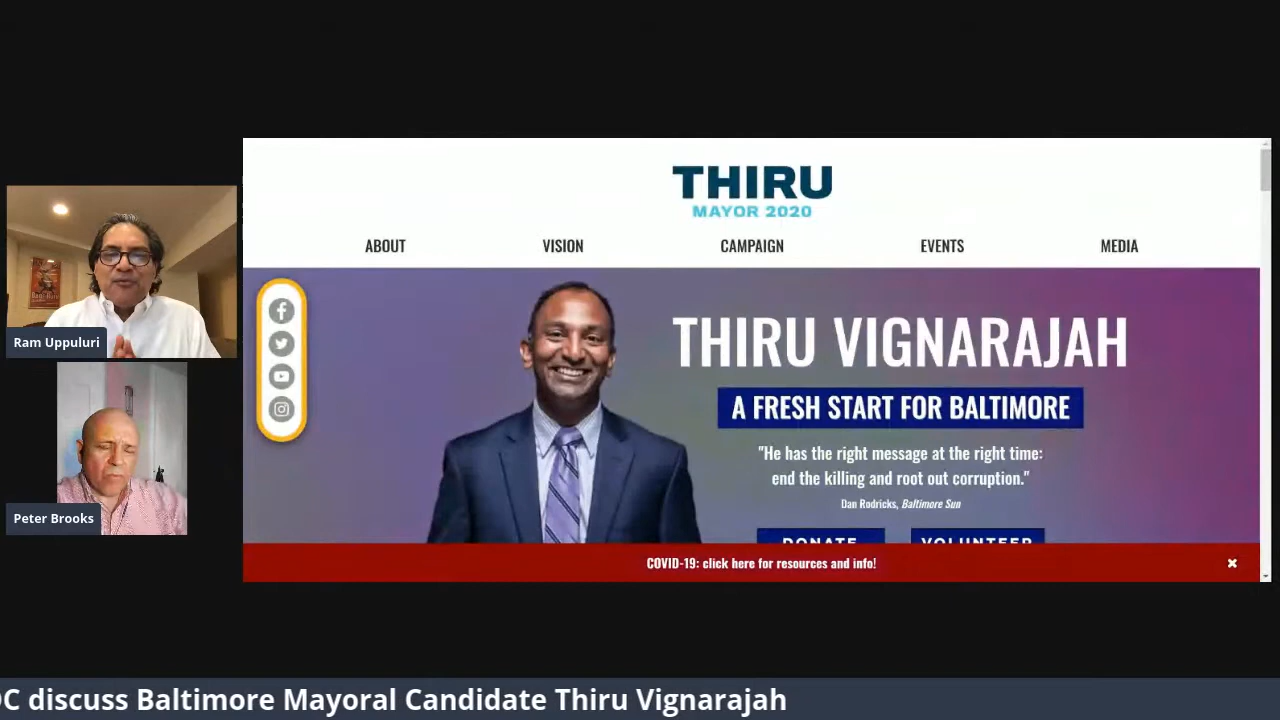 THIRU
MAYOR 2020
ABOUT VISION CAMPAIGN EVENTS MEDIA
THIRU VIGNARAJAH
A FRESH START FOR BALTIMORE
"He has the right message at the right time:
end the killing and root out corruption."
Dan Rodricks, Baltimore Sun
DONATE VOLUNTEER
COVID-19: click here for resources and info!
Ram Uppuluri
Peter Brooks
C discuss Baltimore Mayoral Candidate Thiru Vignarajah